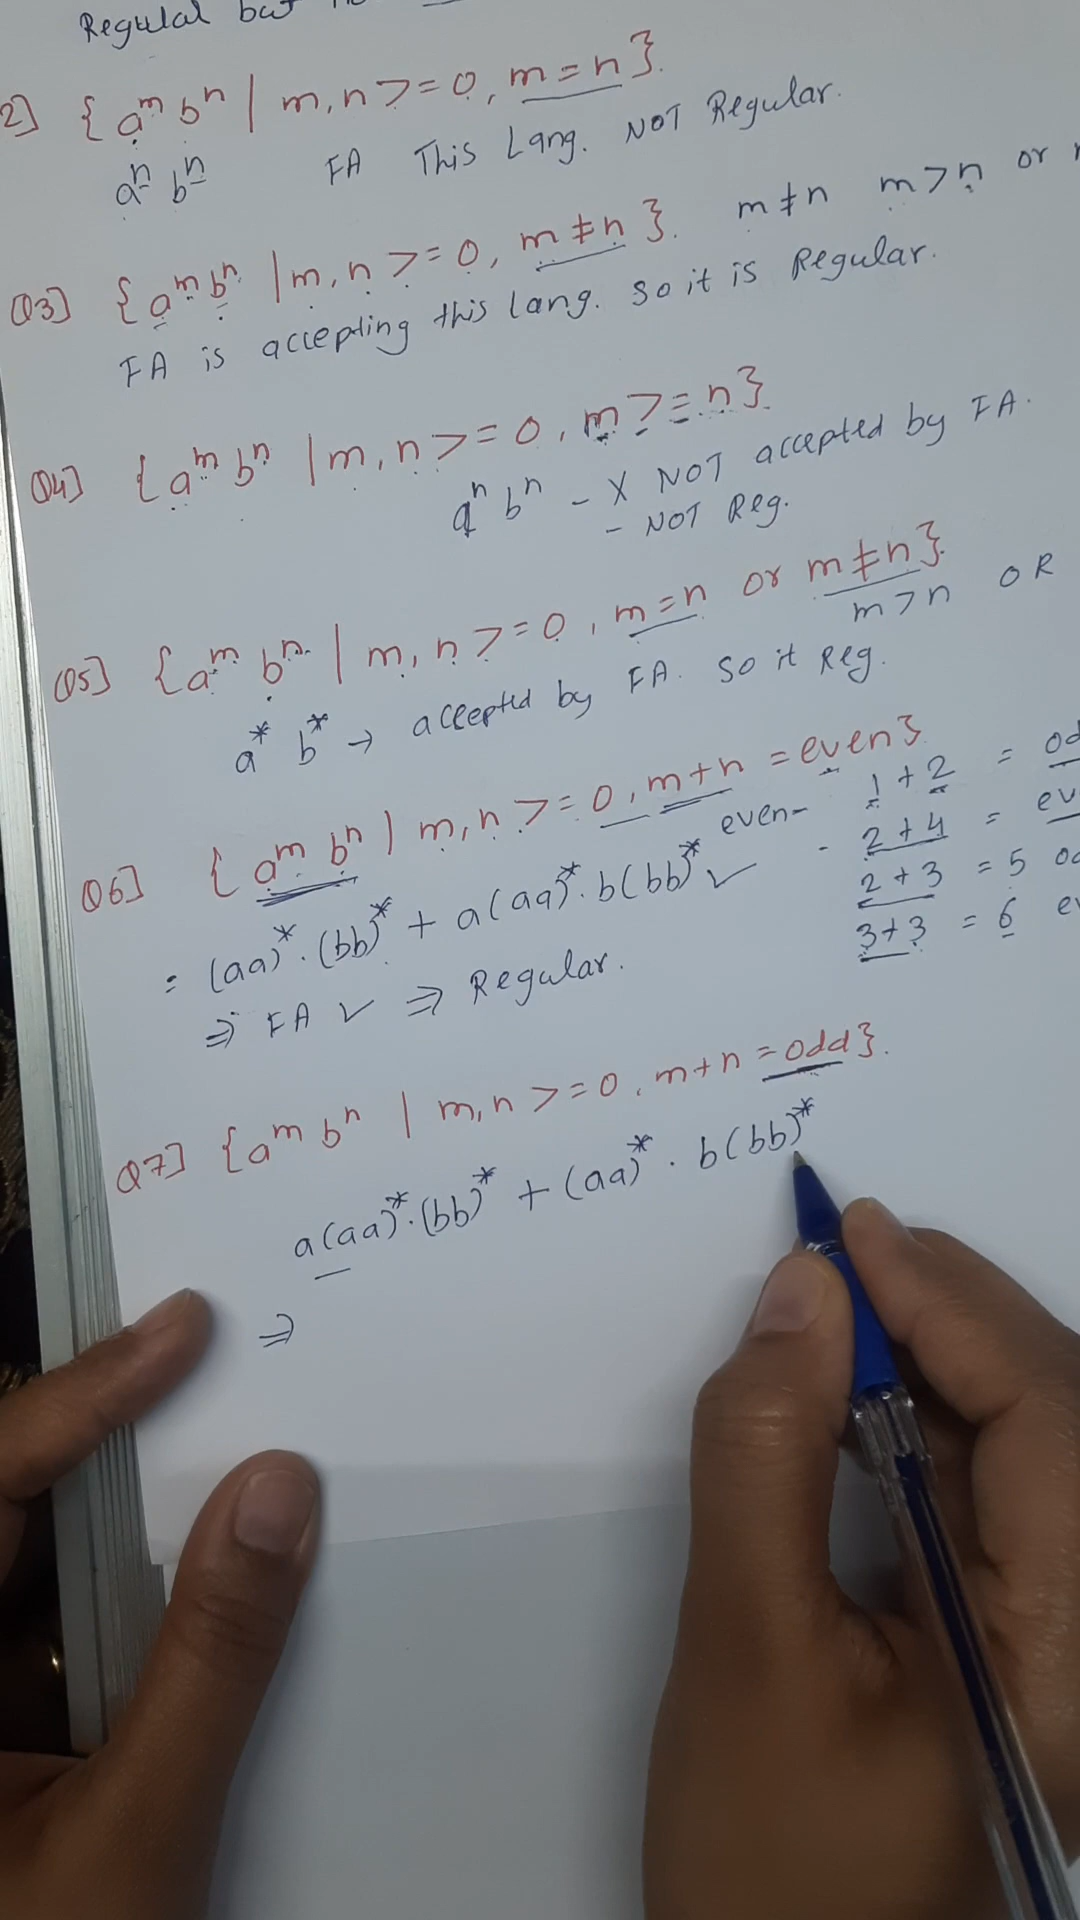 Regular but
2] { a^m b^n | m, n >= 0, m = n }.
a^n b^n FA This Lang. NOT Regular.
Q3] { a^m b^n | m, n >= 0, m ≠ n }. m ≠ n m > n or
FA is accepting this lang. so it is Regular.
Q4] { a^m b^n | m, n >= 0, m >= n }
a^n b^n - X NOT accepted by FA.
- NOT Reg.
Q5] { a^m b^n | m, n >= 0, m = n or m ≠ n }
m > n OR
a* b* → accepted by FA. so it Reg.
Q6] { a^m b^n | m, n >= 0, m + n = even }
even- 1 + 2 = od
- 2 + 4 = ev
= (aa)* . (bb)* + a(aa)* . b(bb)* ✓ 2 + 3 = 5 od
3 + 3 = 6 e
⇒ FA ✓ ⇒ Regular.
Q7] { a^m b^n | m, n >= 0, m + n = odd }.
a(aa)* . (bb)* + (aa)* . b(bb)*
⇒